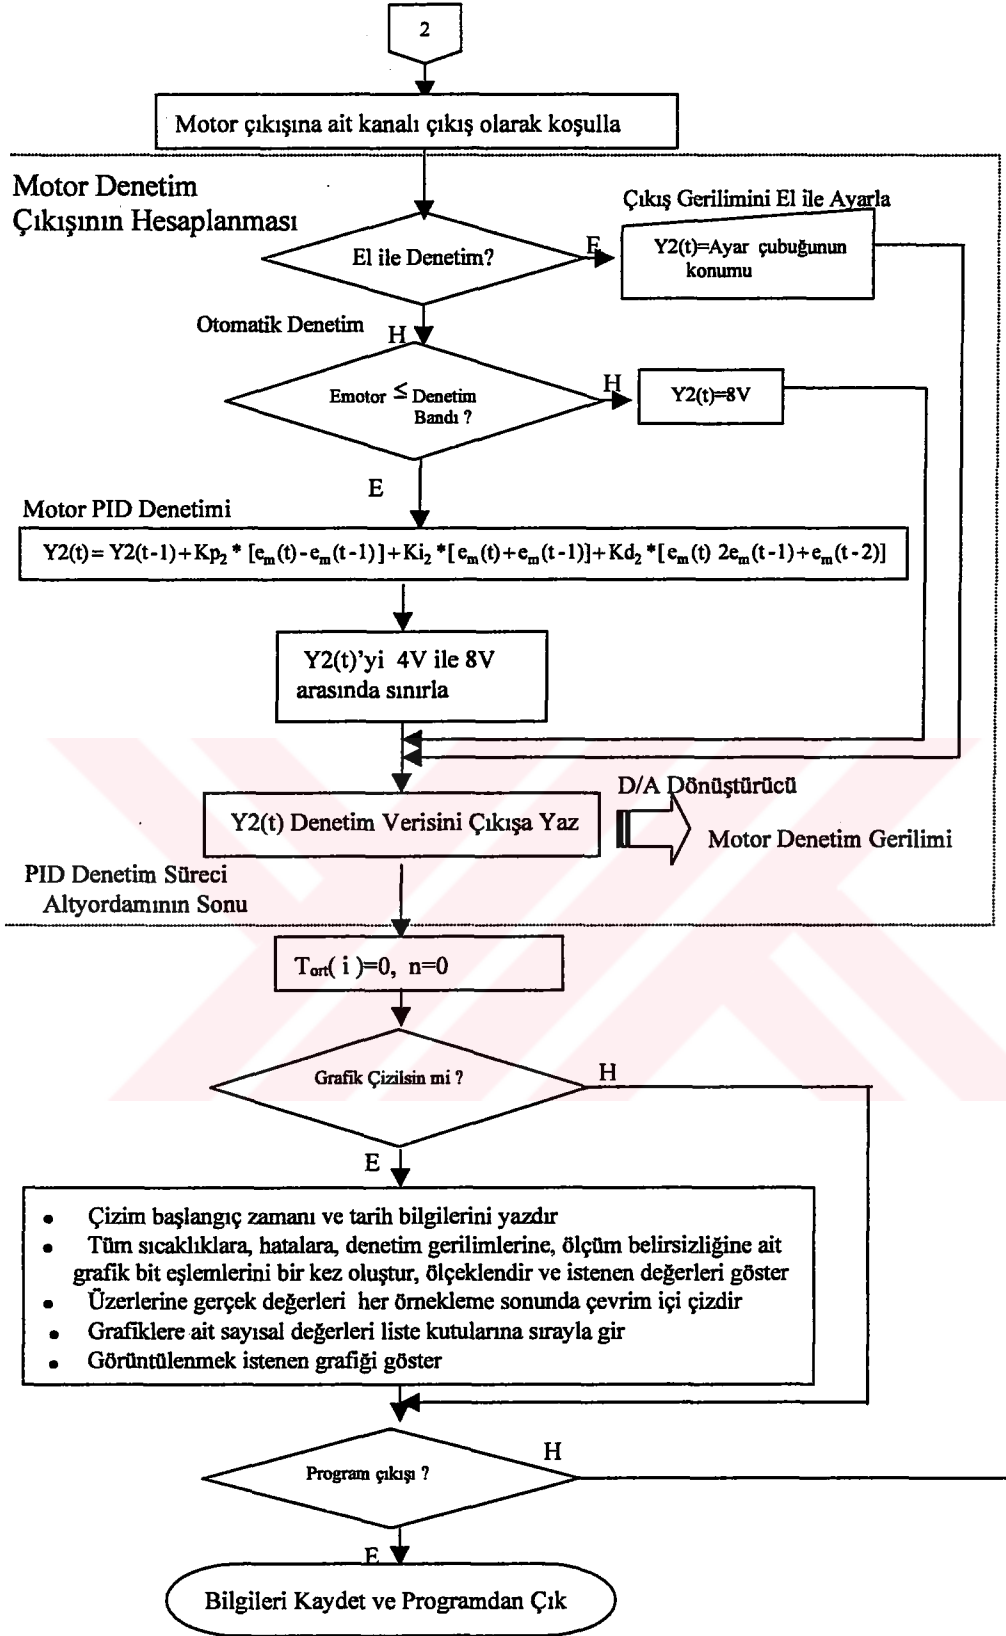 2
Motor çıkışına ait kanalı çıkış olarak koşulla
Motor Denetim
Çıkışının Hesaplanması
Çıkış Gerilimini El ile Ayarla
El ile Denetim?
E
Y2(t)=Ayar çubuğunun
konumu
Otomatik Denetim
H
Emotor ≤ Denetim
Bandı ?
H
Y2(t)=8V
E
Motor PID Denetimi
Y2(t) = Y2(t-1)+Kp₂ * [eₘ(t)-eₘ(t-1)]+Ki₂ *[eₘ(t)+eₘ(t-1)]+Kd₂ *[eₘ(t) 2eₘ(t-1)+eₘ(t-2)]
Y2(t)'yi 4V ile 8V
arasında sınırla
D/A Dönüştürücü
Y2(t) Denetim Verisini Çıkışa Yaz
Motor Denetim Gerilimi
PID Denetim Süreci
Altyordamının Sonu
Tort( i )=0, n=0
Grafik Çizilsin mi ?
H
E
• Çizim başlangıç zamanı ve tarih bilgilerini yazdır
• Tüm sıcaklıklara, hatalara, denetim gerilimlerine, ölçüm belirsizliğine ait
grafik bit eşlemlerini bir kez oluştur, ölçeklendir ve istenen değerleri göster
• Üzerlerine gerçek değerleri her örnekleme sonunda çevrim içi çizdir
• Grafiklere ait sayısal değerleri liste kutularına sırayla gir
• Görüntülenmek istenen grafiği göster
Program çıkışı ?
H
E
Bilgileri Kaydet ve Programdan Çık